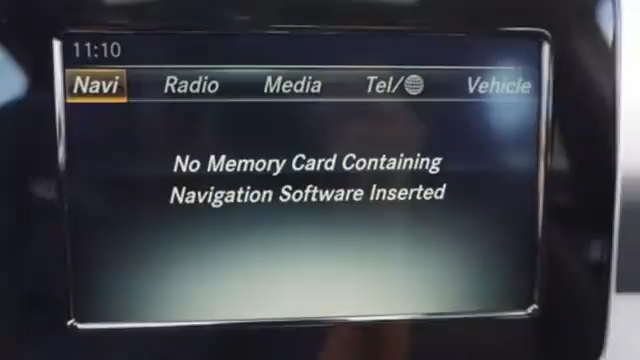 11:10
Navi Radio Media Tel/ Vehicle
No Memory Card Containing
Navigation Software Inserted